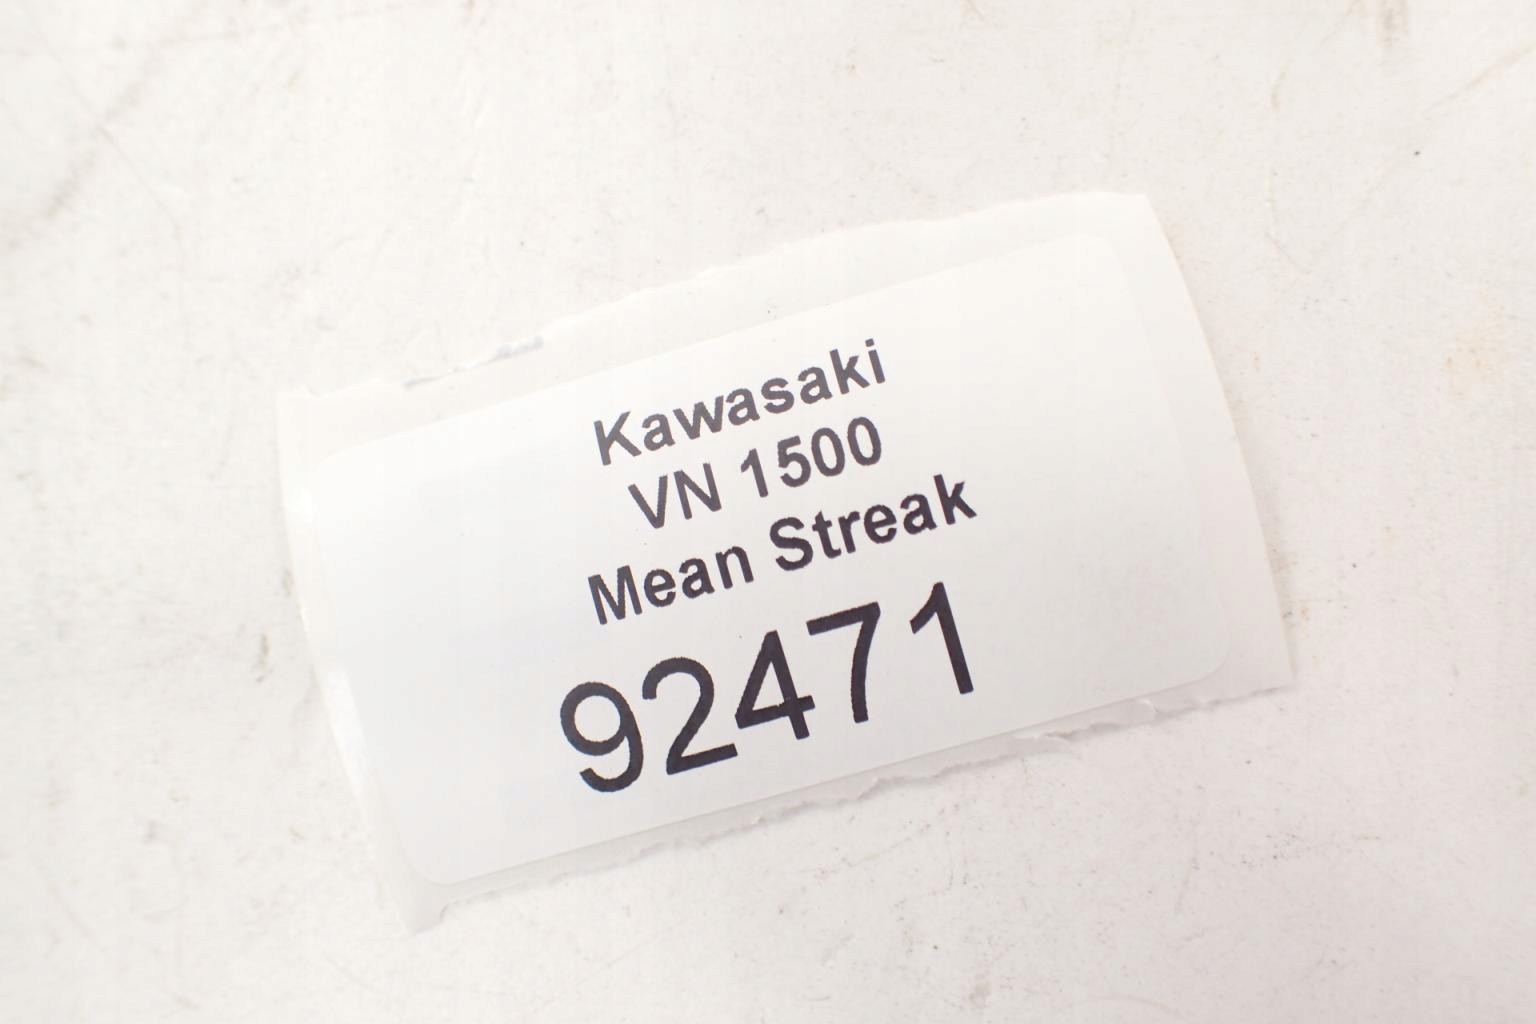 Kawasaki
VN 1500
Mean Streak
92471